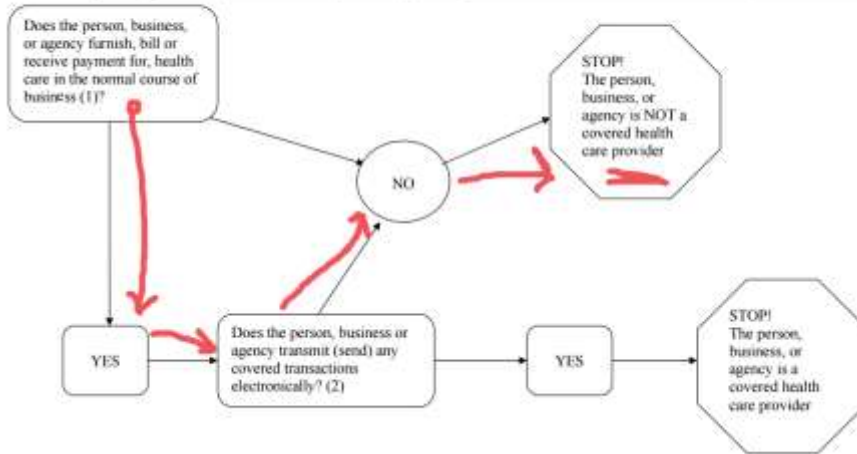 Does the person, business,
or agency furnish, bill or
receive payment for, health
care in the normal course of
business (1)?
STOP!
The person,
business, or
agency is NOT a
covered health
care provider
NO
YES
Does the person, business or
agency transmit (send) any
covered transactions
electronically? (2)
YES
STOP!
The person,
business, or
agency is a
covered health
care provider